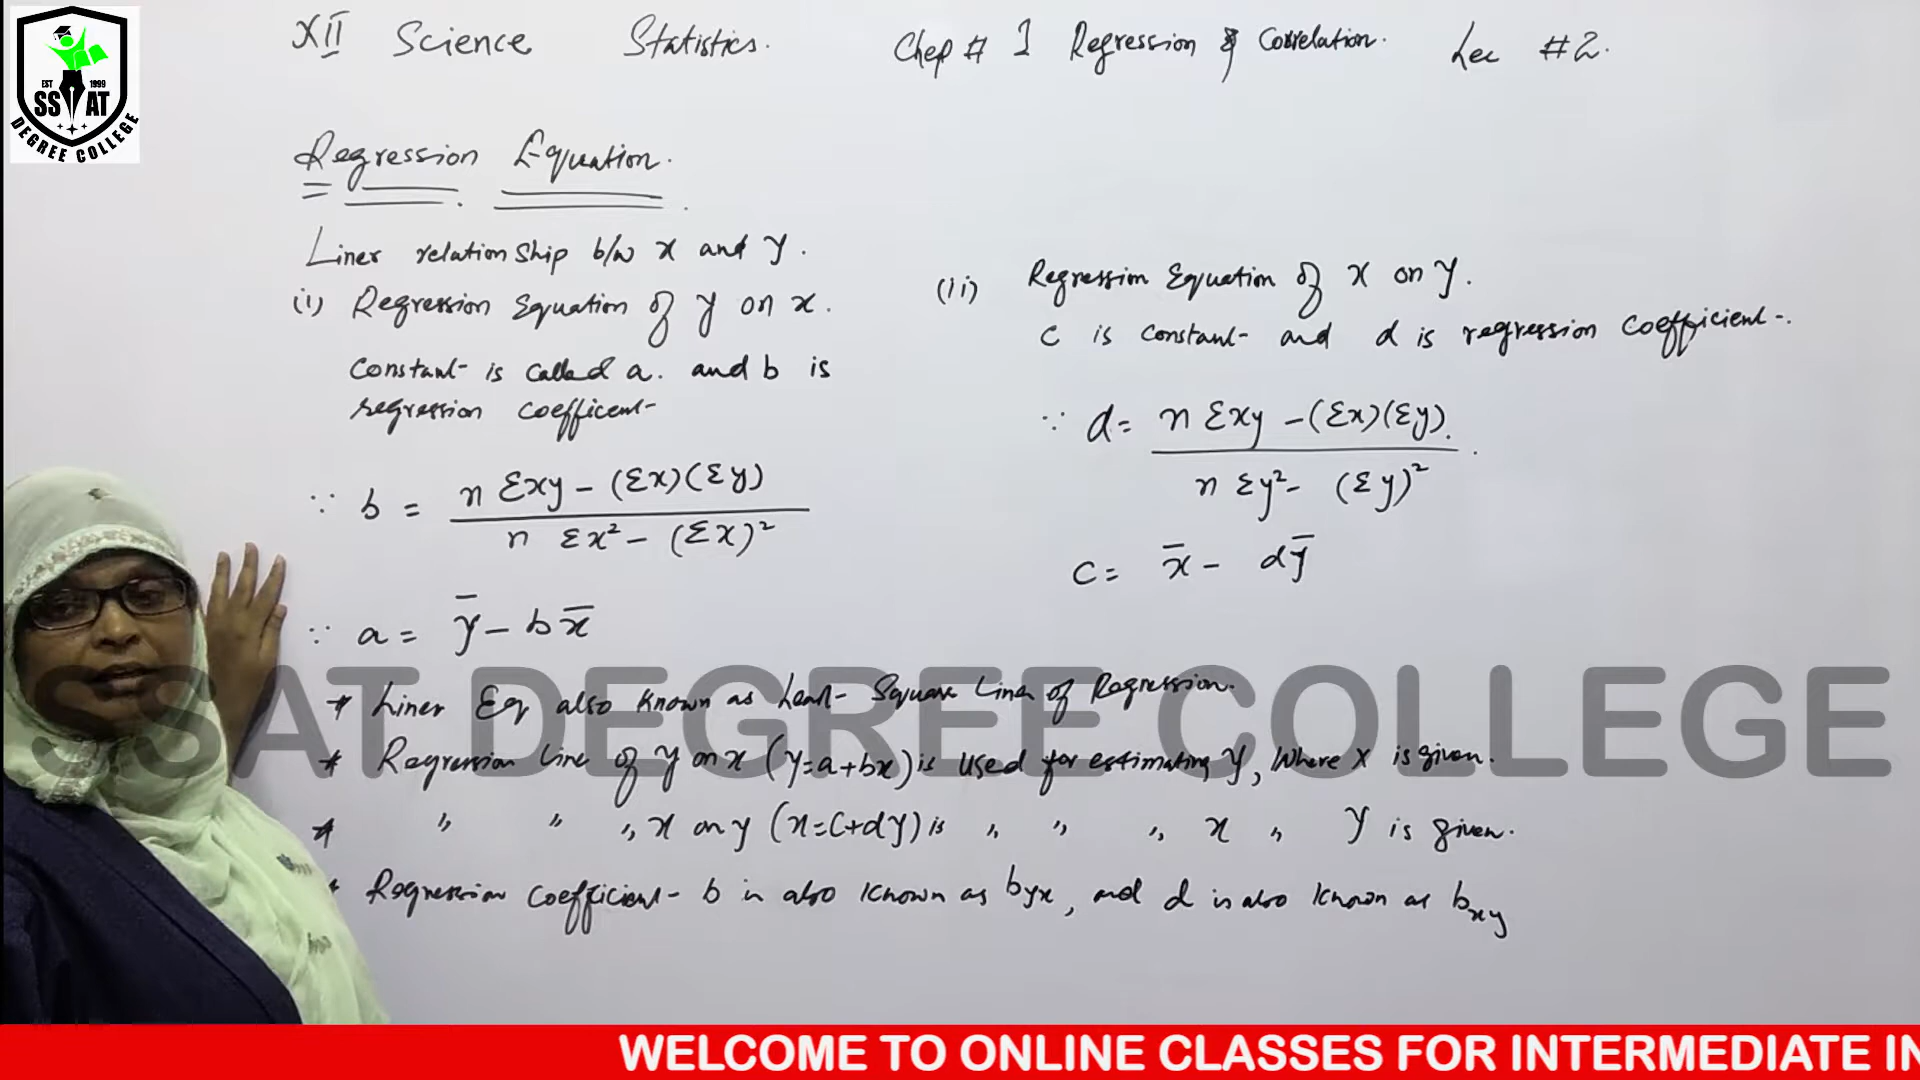 XII Science Statistics. Chep # 1 Regression & Correlation. Lec #2.
EST 1999
SSAT
DEGREE COLLEGE
Regression Equation.
Liner relationship b/w x and y.
(i) Regression Equation of y on x.
Constant is called a. and b is
regression coefficent
∵ b = n Σxy - (Σx)(Σy) / n Σx² - (Σx)²
∵ a = ȳ - b x̄
(ii) Regression Equation of x on y.
c is constant and d is regression coefficient.
∵ d = n Σxy - (Σx)(Σy) / n Σy² - (Σy)²
c = x̄ - dȳ
* Liner Eq also known as Least Square Line of Regression.
* Regression line of y on x (y=a+bx) is used for estimating y, where x is given.
* " " " x on y (x=c+dy) is " " " x " y is given.
* Regression coefficient b is also known as byx, and d is also known as bxy
SSAT DEGREE COLLEGE
WELCOME TO ONLINE CLASSES FOR INTERMEDIATE IN